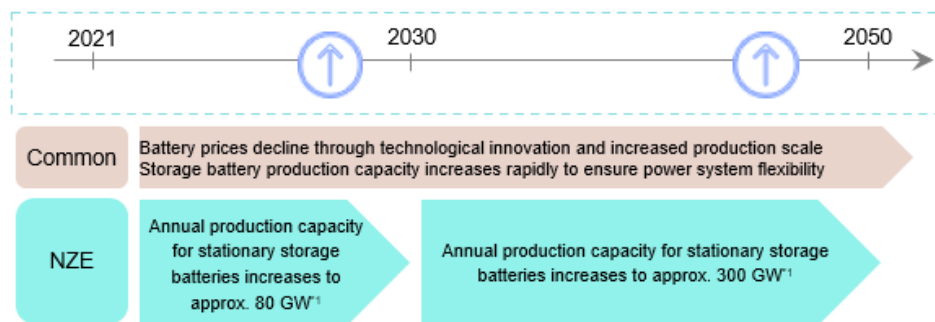 2021 2030 2050
Common
Battery prices decline through technological innovation and increased production scale
Storage battery production capacity increases rapidly to ensure power system flexibility
NZE
Annual production capacity
for stationary storage
batteries increases to
approx. 80 GW*1
Annual production capacity for stationary storage
batteries increases to approx. 300 GW*1